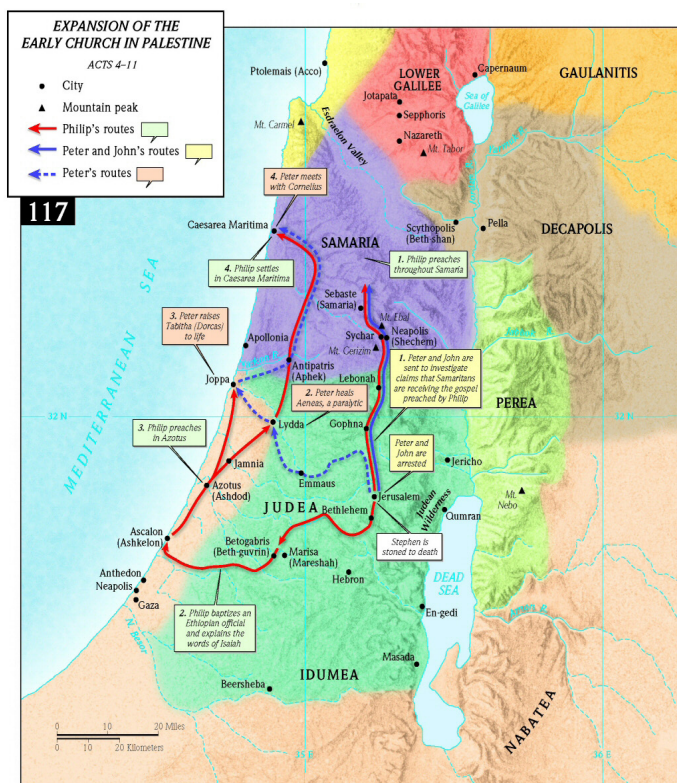 EXPANSION OF THE
EARLY CHURCH IN PALESTINE
ACTS 4–11
City
Mountain peak
Philip's routes
Peter and John's routes
Peter's routes
117
Ptolemais (Acco)
LOWER
GALILEE
Capernaum
GAULANITIS
Jotapata
Sea of
Galilee
Sepphoris
Mt. Carmel
Esdraelon Valley
Nazareth
Mt. Tabor
Yarmuk R.
4. Peter meets
with Cornelius
Caesarea Maritima
Scythopolis
(Beth-shan)
Pella
DECAPOLIS
SAMARIA
1. Philip preaches
throughout Samaria
4. Philip settles
in Caesarea Maritima
Sebaste
(Samaria)
Mt. Ebal
3. Peter raises
Tabitha (Dorcas)
to life
Apollonia
Sychar
Neapolis
(Shechem)
Mt. Gerizim
Antipatris
(Aphek)
1. Peter and John are
sent to investigate
claims that Samaritans
are receiving the gospel
preached by Philip
Joppa
Lebonah
2. Peter heals
Aeneas, a paralytic
PEREA
32 N
32 N
Lydda
Gophna
3. Philip preaches
in Azotus
Peter and
John are
arrested
Jamnia
Emmaus
Jericho
Azotus
(Ashdod)
Jerusalem
Mt.
Nebo
JUDEA
Bethlehem
Judean
Wilderness
Qumran
Ascalon
(Ashkelon)
Betogabris
(Beth-guvrin)
Marisa
(Mareshah)
Stephen is
stoned to death
Anthedon
Neapolis
Gaza
Hebron
DEAD
SEA
2. Philip baptizes an
Ethiopian official
and explains the
words of Isaiah
En-gedi
N. Besor
Masada
IDUMEA
Beersheba
NABATEA
MEDITERRANEAN SEA
0 10 20 Miles
0 10 20 Kilometers
35 E
36 E